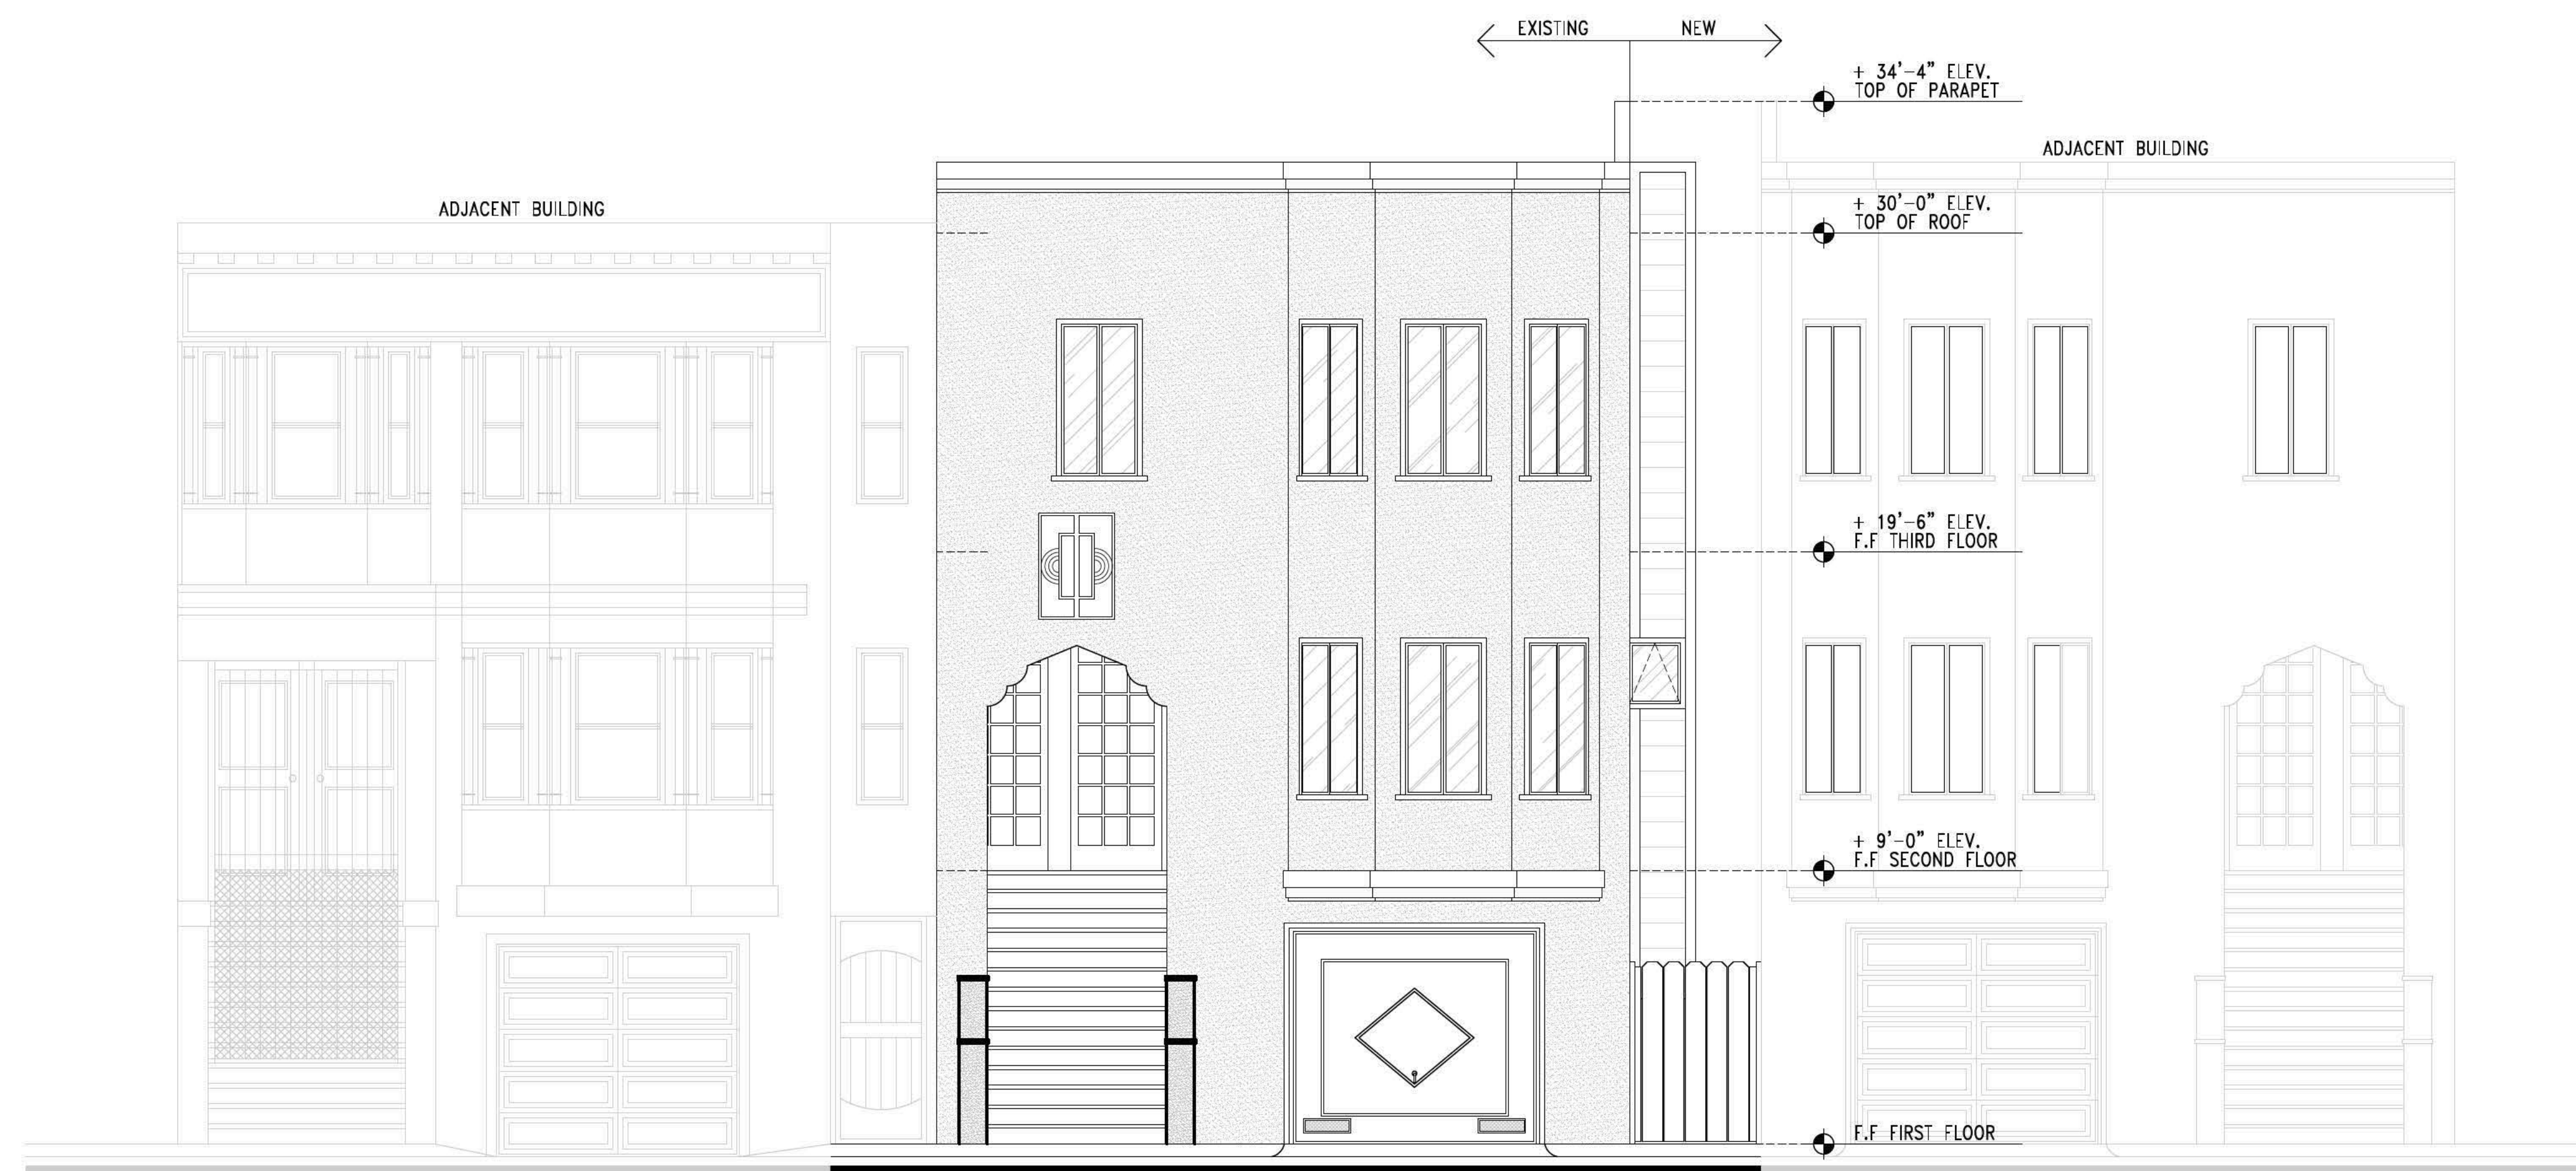 EXISTING NEW
+ 34'-4" ELEV.
TOP OF PARAPET
ADJACENT BUILDING
+ 30'-0" ELEV.
TOP OF ROOF
ADJACENT BUILDING
+ 19'-6" ELEV.
F.F THIRD FLOOR
+ 9'-0" ELEV.
F.F SECOND FLOOR
F.F FIRST FLOOR